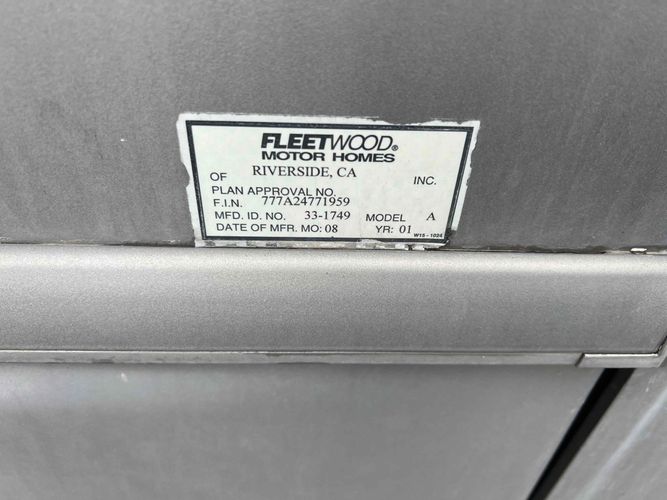 FLEETWOOD®
MOTOR HOMES
OF RIVERSIDE, CA INC.
PLAN APPROVAL NO.
F.I.N. 777A24771959
MFD. ID. NO. 33-1749 MODEL A
DATE OF MFR. MO: 08 YR: 01 W15 - 1024